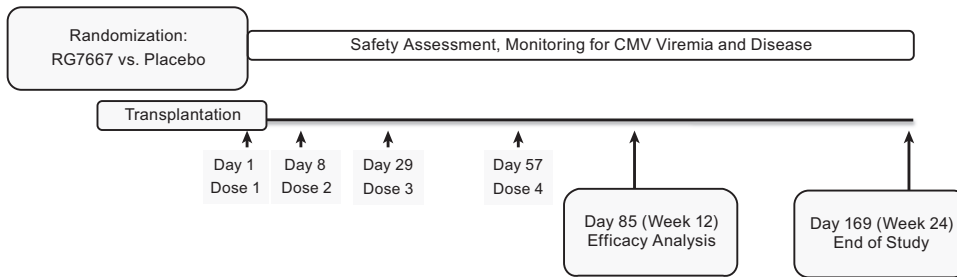 Randomization:
RG7667 vs. Placebo
Safety Assessment, Monitoring for CMV Viremia and Disease
Transplantation
Day 1
Dose 1
Day 8
Dose 2
Day 29
Dose 3
Day 57
Dose 4
Day 85 (Week 12)
Efficacy Analysis
Day 169 (Week 24)
End of Study